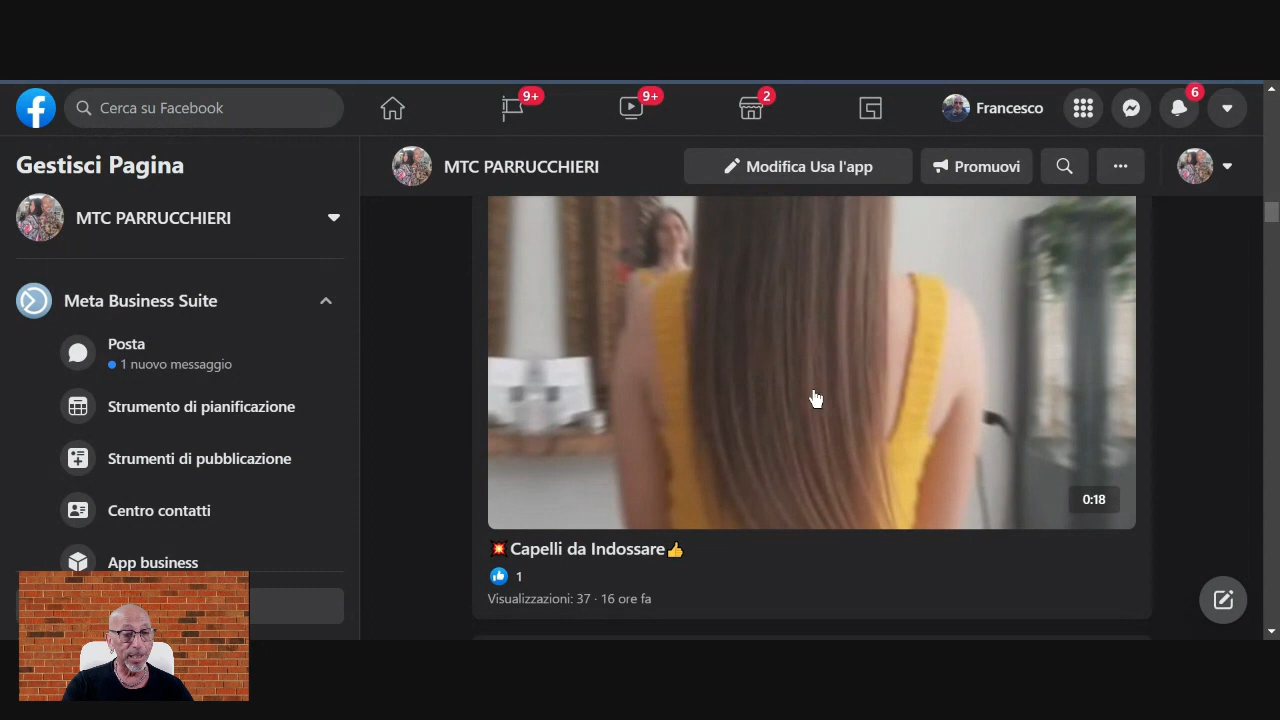 Cerca su Facebook
9+
9+
2
Francesco
6
Gestisci Pagina
MTC PARRUCCHIERI
Modifica Usa l'app
Promuovi
MTC PARRUCCHIERI
Meta Business Suite
Posta
1 nuovo messaggio
Strumento di pianificazione
Strumenti di pubblicazione
Centro contatti
App business
0:18
💥Capelli da Indossare👍
1
Visualizzazioni: 37 · 16 ore fa